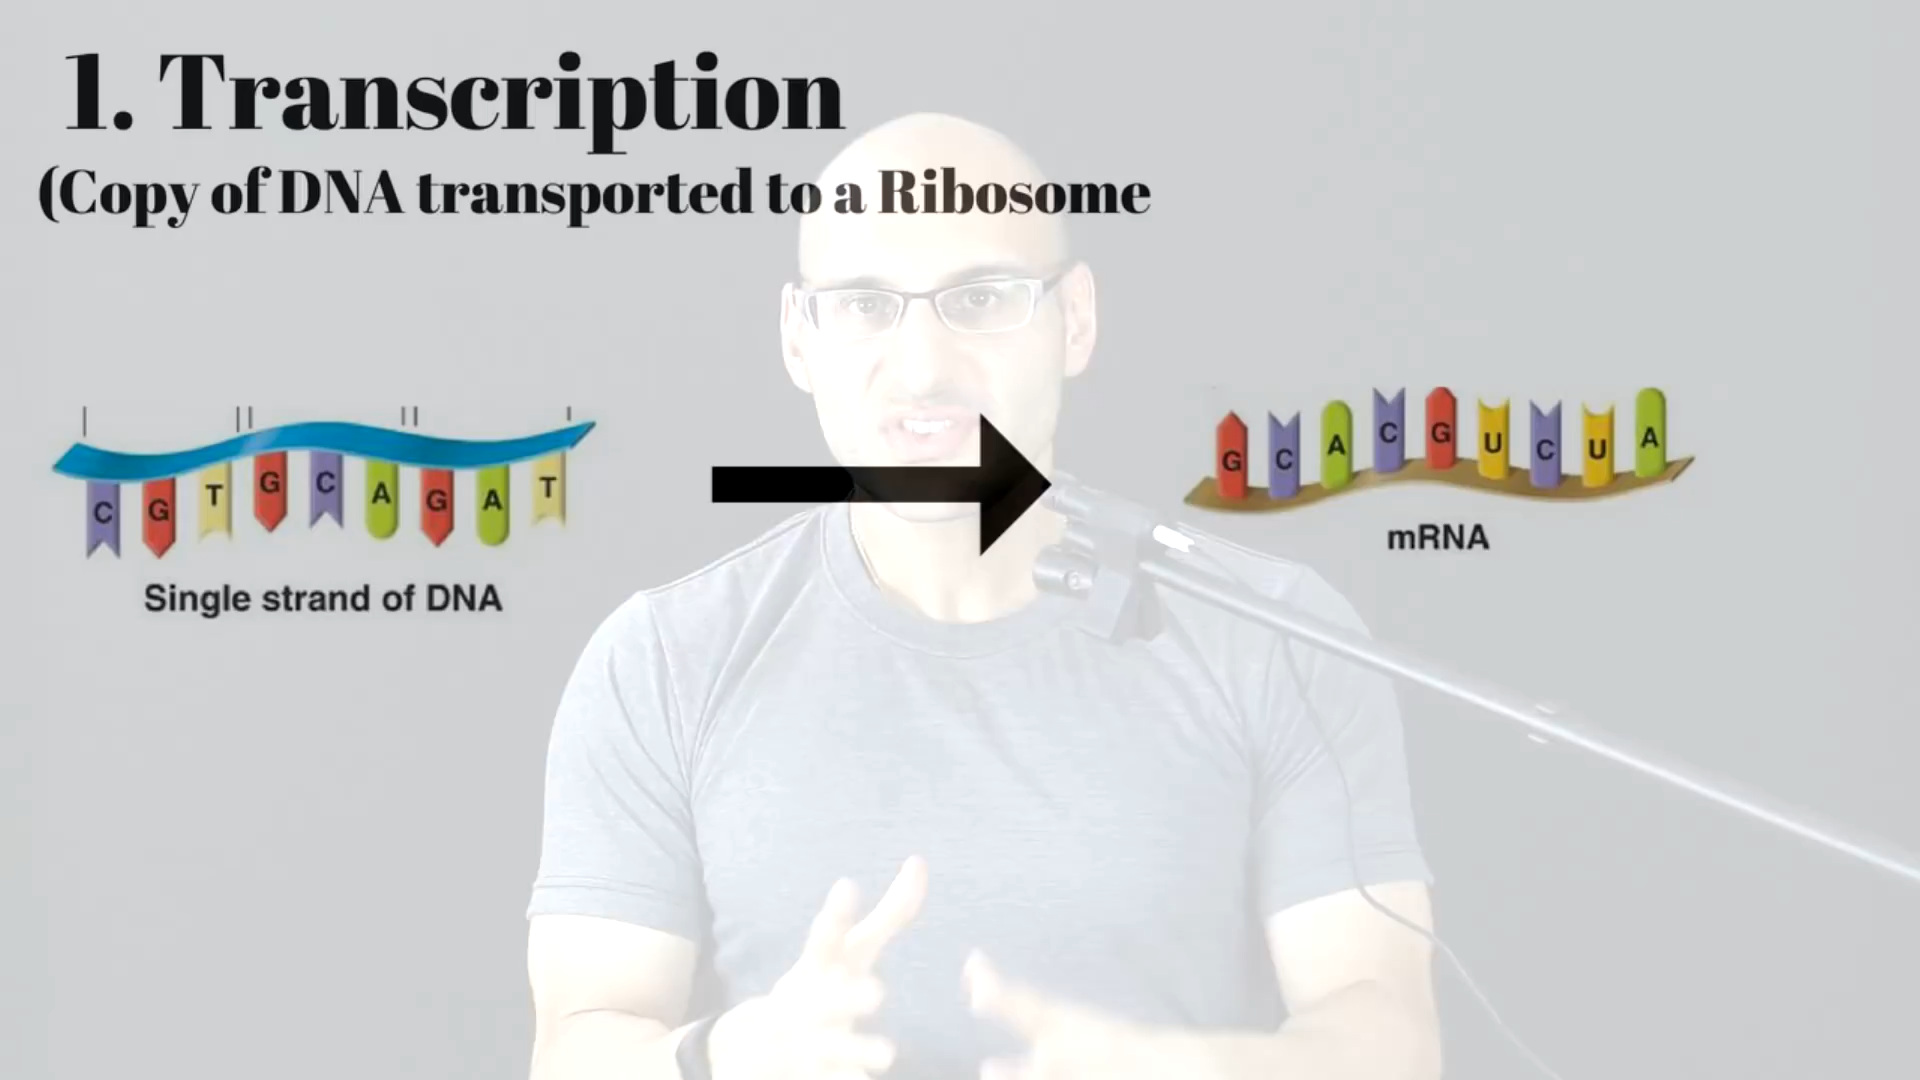 1. Transcription
(Copy of DNA transported to a Ribosome
C G T G C A G A T
Single strand of DNA
G C A C G U C U A
mRNA